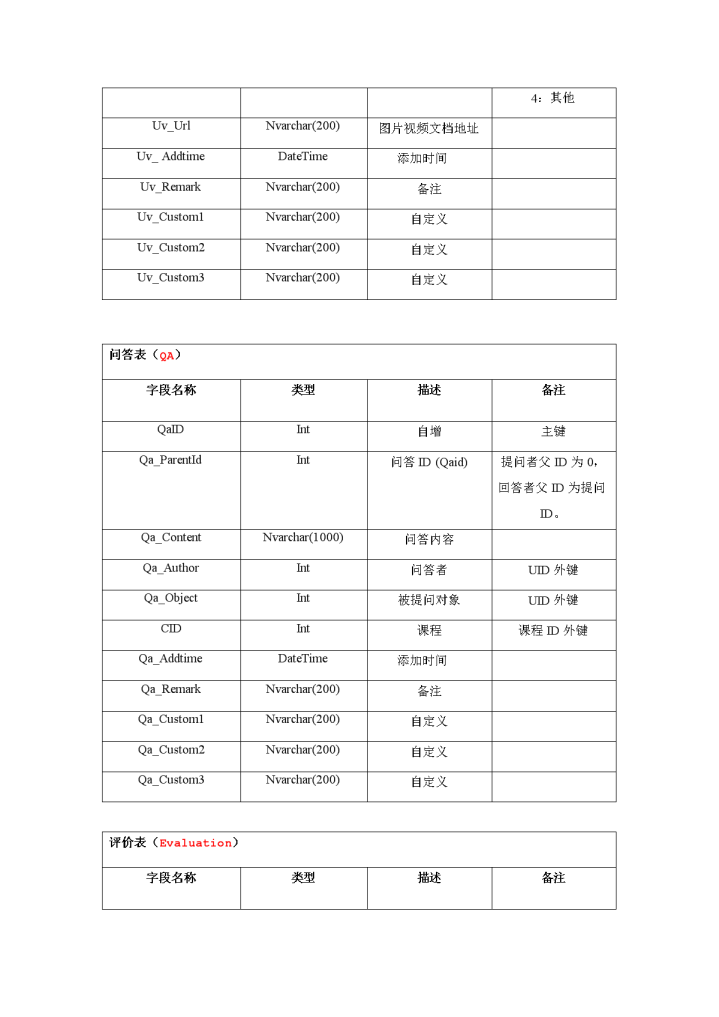 4：其他
Uv_Url Nvarchar(200) 图片视频文档地址
Uv_ Addtime DateTime 添加时间
Uv_Remark Nvarchar(200) 备注
Uv_Custom1 Nvarchar(200) 自定义
Uv_Custom2 Nvarchar(200) 自定义
Uv_Custom3 Nvarchar(200) 自定义
问答表（QA）
字段名称 类型 描述 备注
QaID Int 自增 主键
Qa_ParentId Int 问答 ID (Qaid) 提问者父 ID 为 0，
回答者父 ID 为提问
ID。
Qa_Content Nvarchar(1000) 问答内容
Qa_Author Int 问答者 UID 外键
Qa_Object Int 被提问对象 UID 外键
CID Int 课程 课程 ID 外键
Qa_Addtime DateTime 添加时间
Qa_Remark Nvarchar(200) 备注
Qa_Custom1 Nvarchar(200) 自定义
Qa_Custom2 Nvarchar(200) 自定义
Qa_Custom3 Nvarchar(200) 自定义
评价表（Evaluation）
字段名称 类型 描述 备注